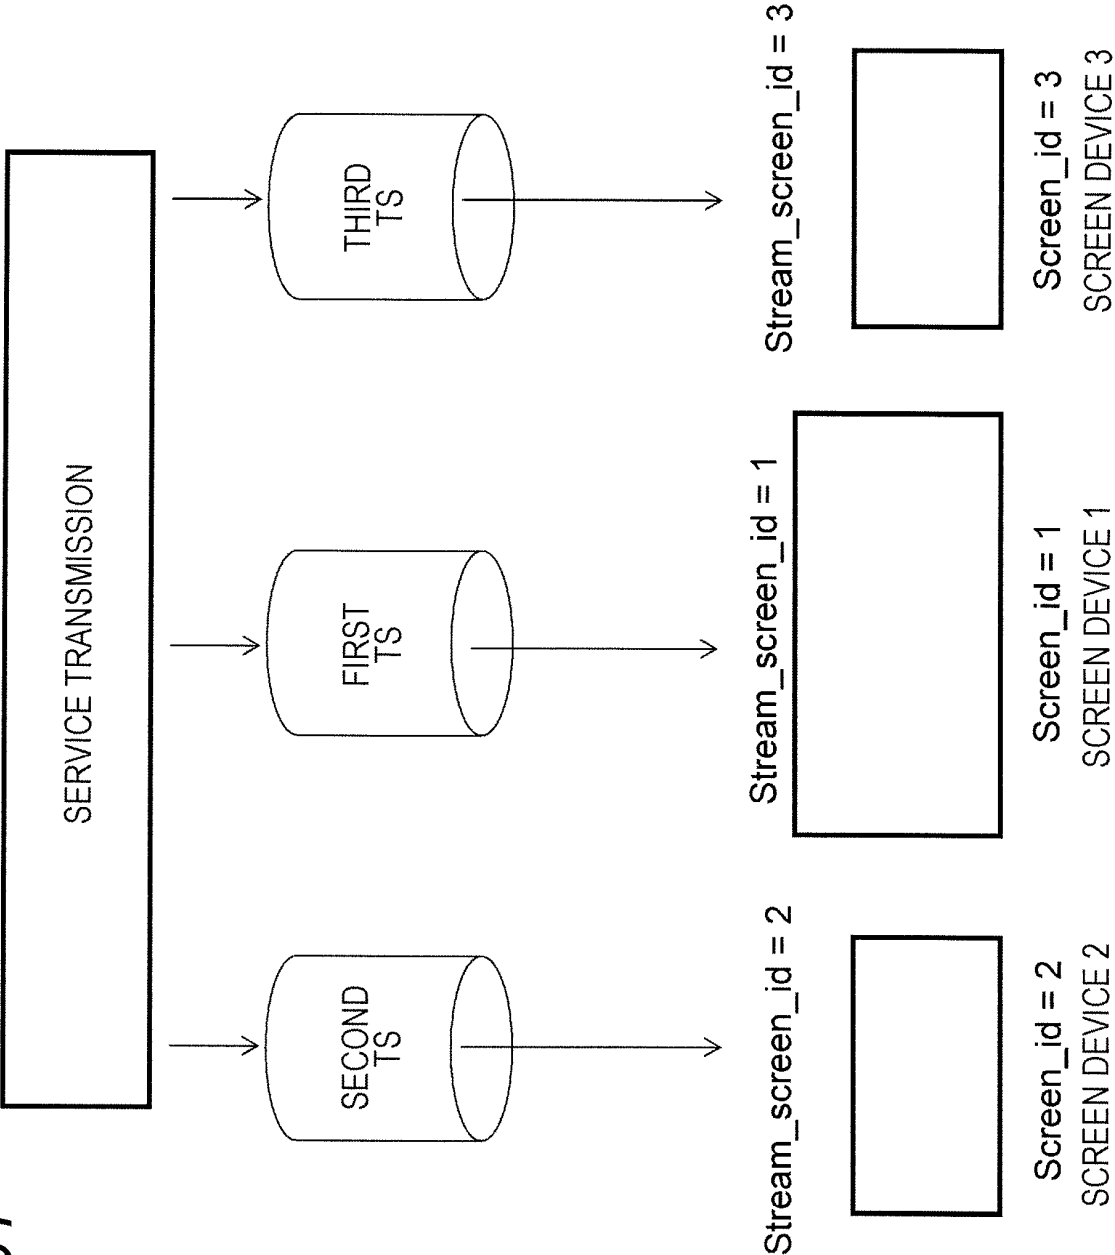 SERVICE TRANSMISSION
SECOND
TS
FIRST
TS
THIRD
TS
Stream_screen_id = 2
Stream_screen_id = 1
Stream_screen_id = 3
Screen_id = 2
SCREEN DEVICE 2
Screen_id = 1
SCREEN DEVICE 1
Screen_id = 3
SCREEN DEVICE 3